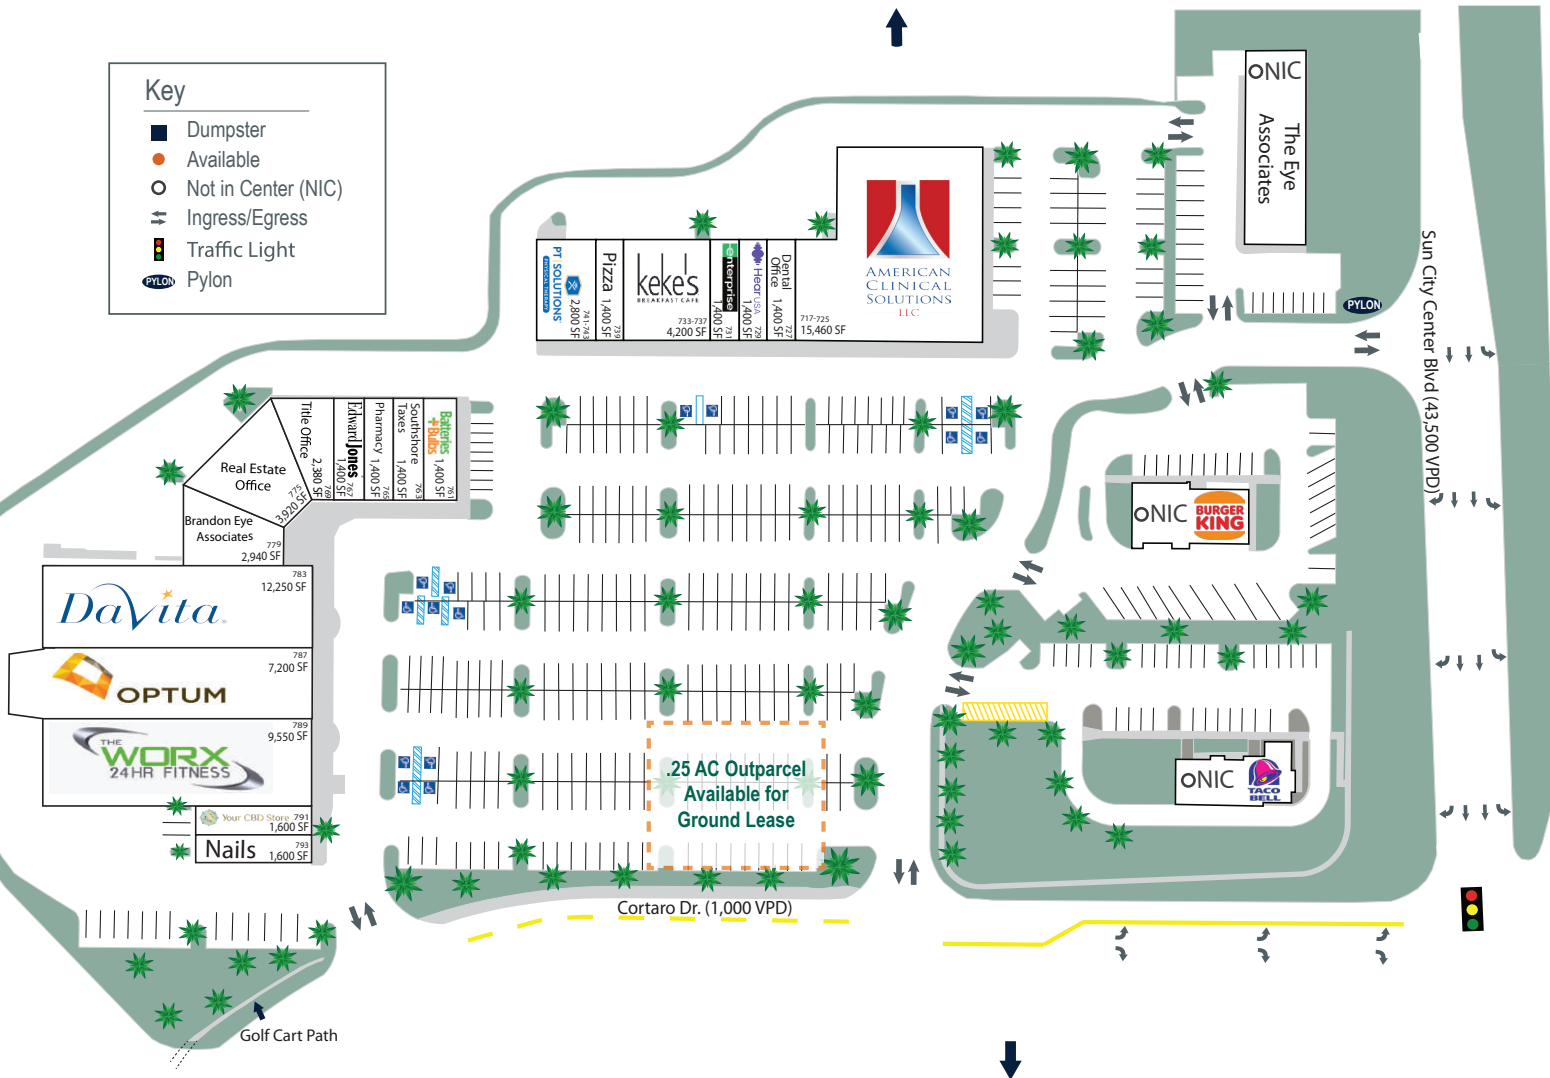 Key
Dumpster
Available
Not in Center (NIC)
Ingress/Egress
Traffic Light
PYLON Pylon
NIC
The Eye
Associates
PYLON
Sun City Center Blvd (43,500 VPD)
PT SOLUTIONS
PHYSICAL THERAPY
741-743
2,800 SF
Pizza
739
1,400 SF
keke's
BREAKFAST CAFE
733-737
4,200 SF
enterprise
731
1,400 SF
HearUSA
729
1,400 SF
Dental
Office
727
1,400 SF
AMERICAN
CLINICAL
SOLUTIONS
LLC
717-725
15,460 SF
Batteries
+Bulbs
761
1,400 SF
Southshore
Taxes
763
1,400 SF
Pharmacy
765
1,400 SF
Edward Jones
767
1,400 SF
Title Office
769
2,380 SF
Real Estate
Office
775
3,920 SF
Brandon Eye
Associates
779
2,940 SF
783
12,250 SF
DaVita
787
7,200 SF
OPTUM
789
9,550 SF
THE
WORX
24HR FITNESS
Your CBD Store 791
1,600 SF
793
Nails 1,600 SF
NIC
BURGER
KING
NIC
TACO
BELL
.25 AC Outparcel
Available for
Ground Lease
Cortaro Dr. (1,000 VPD)
Golf Cart Path